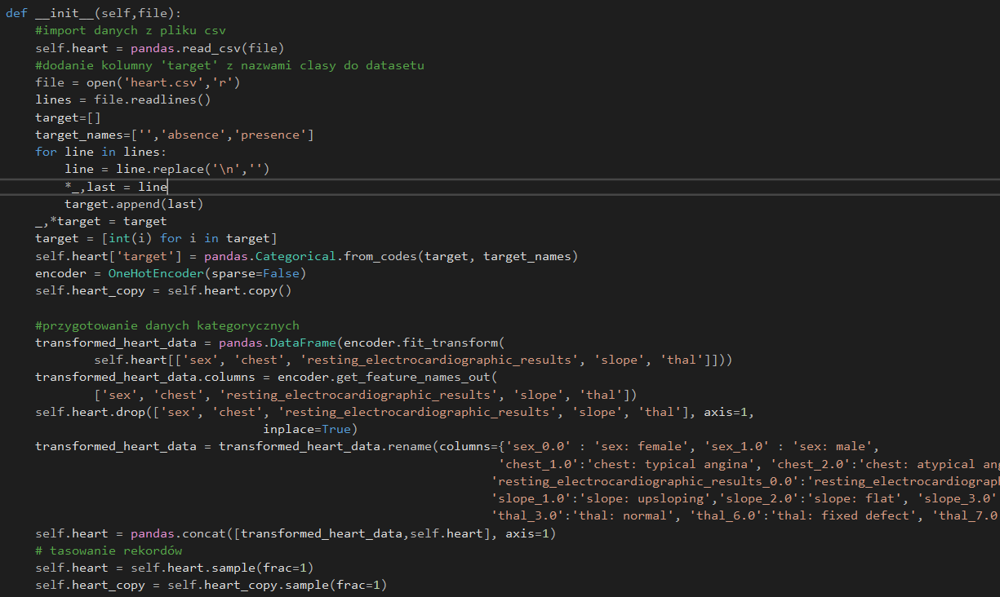 def __init__(self,file):
    #import danych z pliku csv
    self.heart = pandas.read_csv(file)
    #dodanie kolumny 'target' z nazwami clasy do datasetu
    file = open('heart.csv','r')
    lines = file.readlines()
    target=[]
    target_names=['','absence','presence']
    for line in lines:
        line = line.replace('\n','')
        *_,last = line
        target.append(last)
    _,*target = target
    target = [int(i) for i in target]
    self.heart['target'] = pandas.Categorical.from_codes(target, target_names)
    encoder = OneHotEncoder(sparse=False)
    self.heart_copy = self.heart.copy()

    #przygotowanie danych kategorycznych
    transformed_heart_data = pandas.DataFrame(encoder.fit_transform(
            self.heart[['sex', 'chest', 'resting_electrocardiographic_results', 'slope', 'thal']]))
    transformed_heart_data.columns = encoder.get_feature_names_out(
            ['sex', 'chest', 'resting_electrocardiographic_results', 'slope', 'thal'])
    self.heart.drop(['sex', 'chest', 'resting_electrocardiographic_results', 'slope', 'thal'], axis=1,
                                   inplace=True)
    transformed_heart_data = transformed_heart_data.rename(columns={'sex_0.0' : 'sex: female', 'sex_1.0' : 'sex: male',
                                                                   'chest_1.0':'chest: typical angina', 'chest_2.0':'chest: atypical ang
                                                                  'resting_electrocardiographic_results_0.0':'resting_electrocardiograph
                                                                  'slope_1.0':'slope: upsloping','slope_2.0':'slope: flat', 'slope_3.0'
                                                                  'thal_3.0':'thal: normal', 'thal_6.0':'thal: fixed defect', 'thal_7.0
    self.heart = pandas.concat([transformed_heart_data,self.heart], axis=1)
    # tasowanie rekordów
    self.heart = self.heart.sample(frac=1)
    self.heart_copy = self.heart_copy.sample(frac=1)